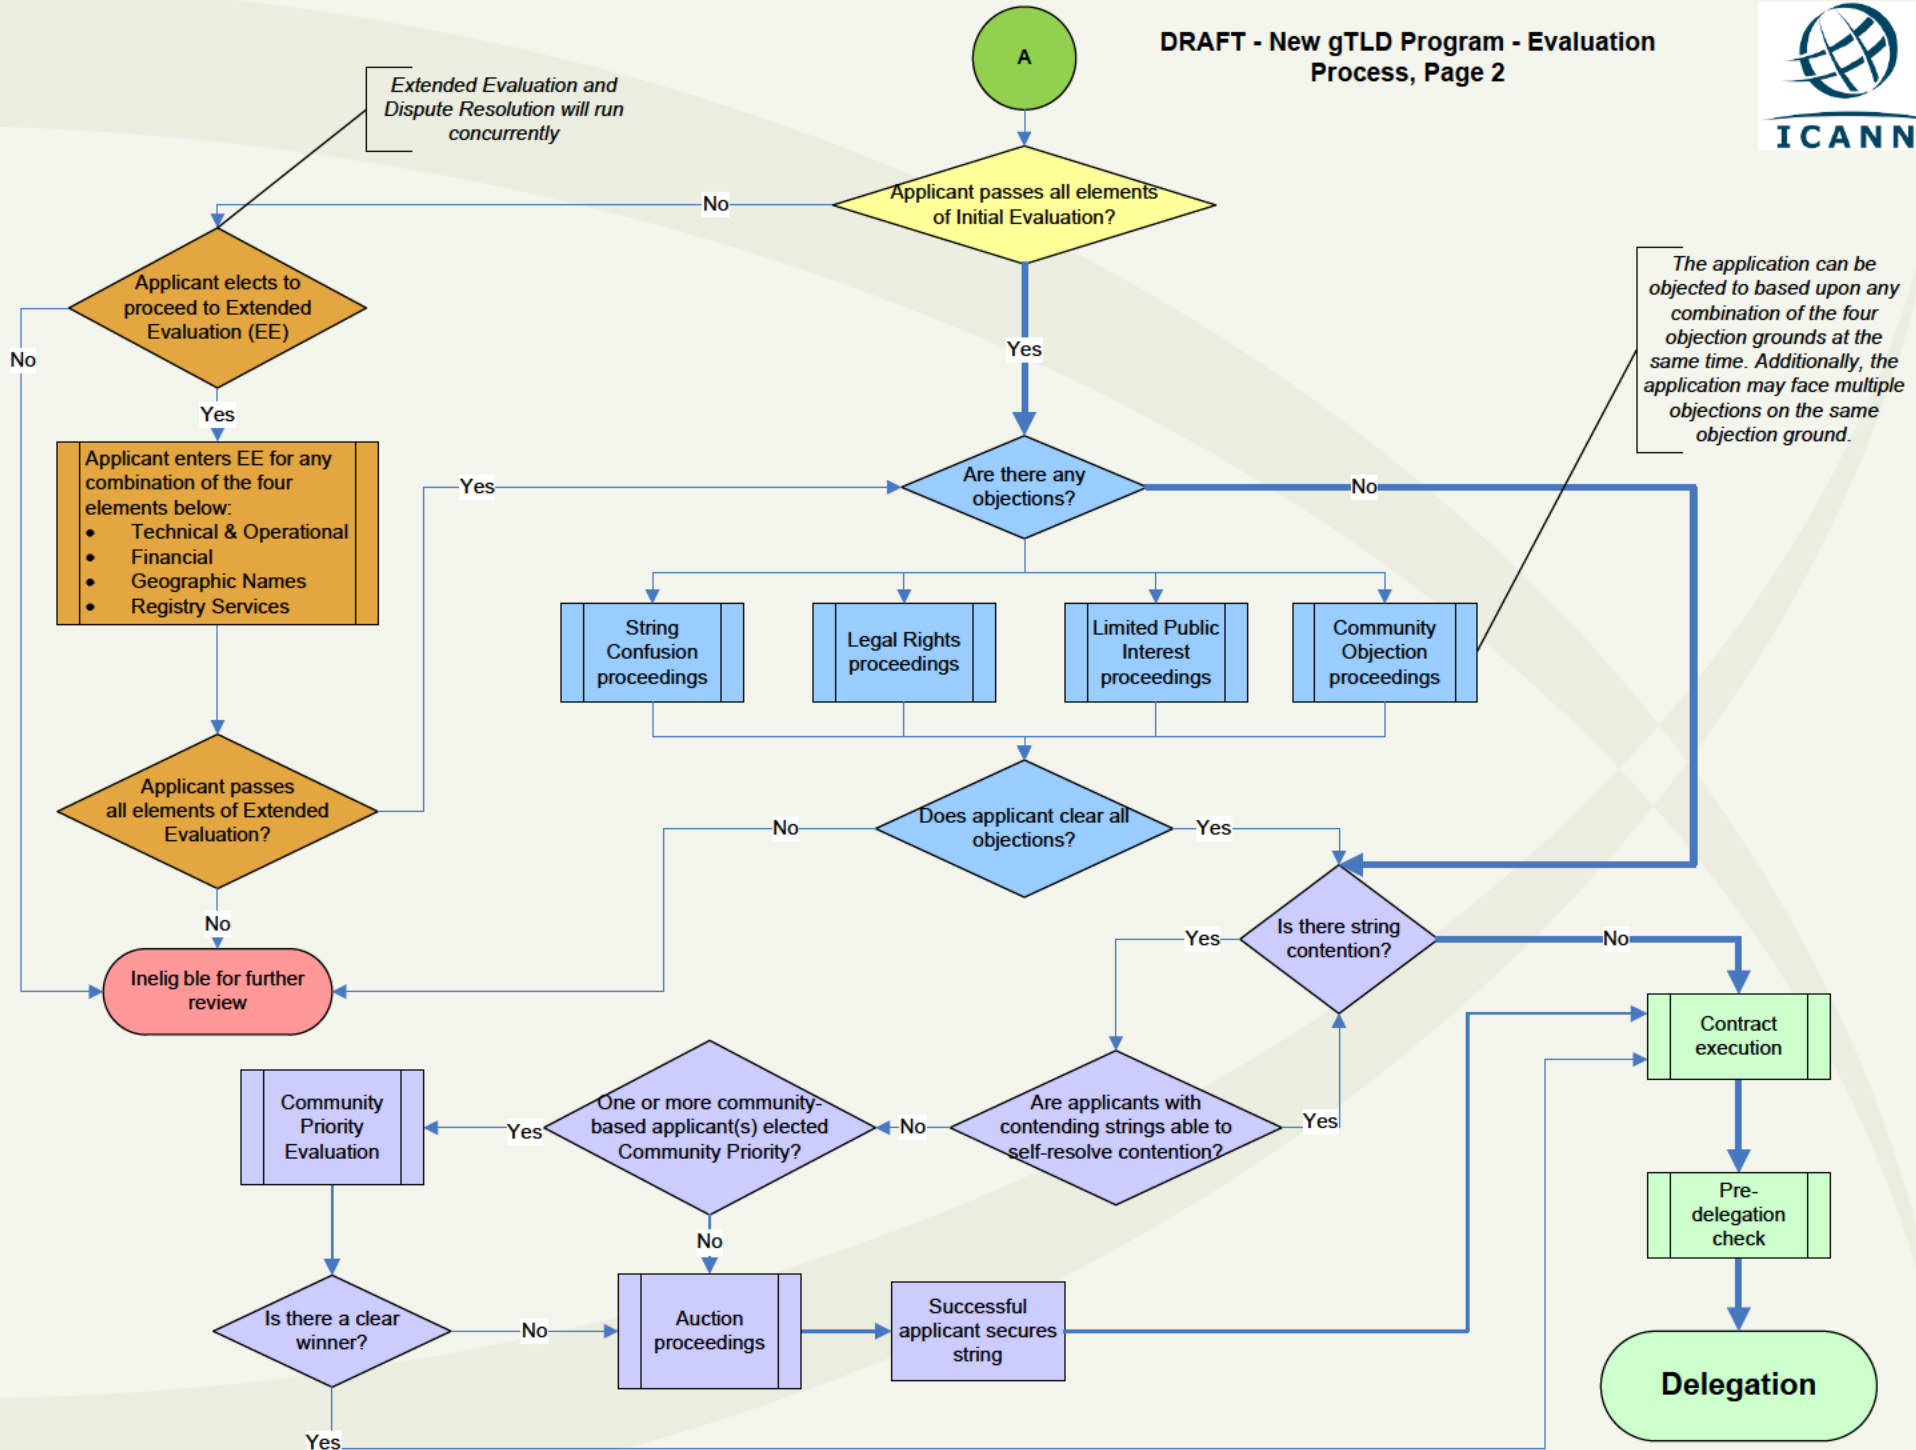 A
DRAFT - New gTLD Program - Evaluation
Process, Page 2
ICANN
Extended Evaluation and
Dispute Resolution will run
concurrently
Applicant passes all elements
of Initial Evaluation?
No
Yes
Applicant elects to
proceed to Extended
Evaluation (EE)
No
Yes
The application can be
objected to based upon any
combination of the four
objection grounds at the
same time. Additionally, the
application may face multiple
objections on the same
objection ground.
Applicant enters EE for any
combination of the four
elements below:
• Technical & Operational
• Financial
• Geographic Names
• Registry Services
Yes
Are there any
objections?
No
String
Confusion
proceedings
Legal Rights
proceedings
Limited Public
Interest
proceedings
Community
Objection
proceedings
Applicant passes
all elements of Extended
Evaluation?
No
Does applicant clear all
objections?
No
Yes
Inelig ble for further
review
Is there string
contention?
Yes
No
Contract
execution
Community
Priority
Evaluation
Yes
One or more community-
based applicant(s) elected
Community Priority?
No
Are applicants with
contending strings able to
self-resolve contention?
Yes
No
Pre-
delegation
check
Is there a clear
winner?
No
Auction
proceedings
Successful
applicant secures
string
Delegation
Yes